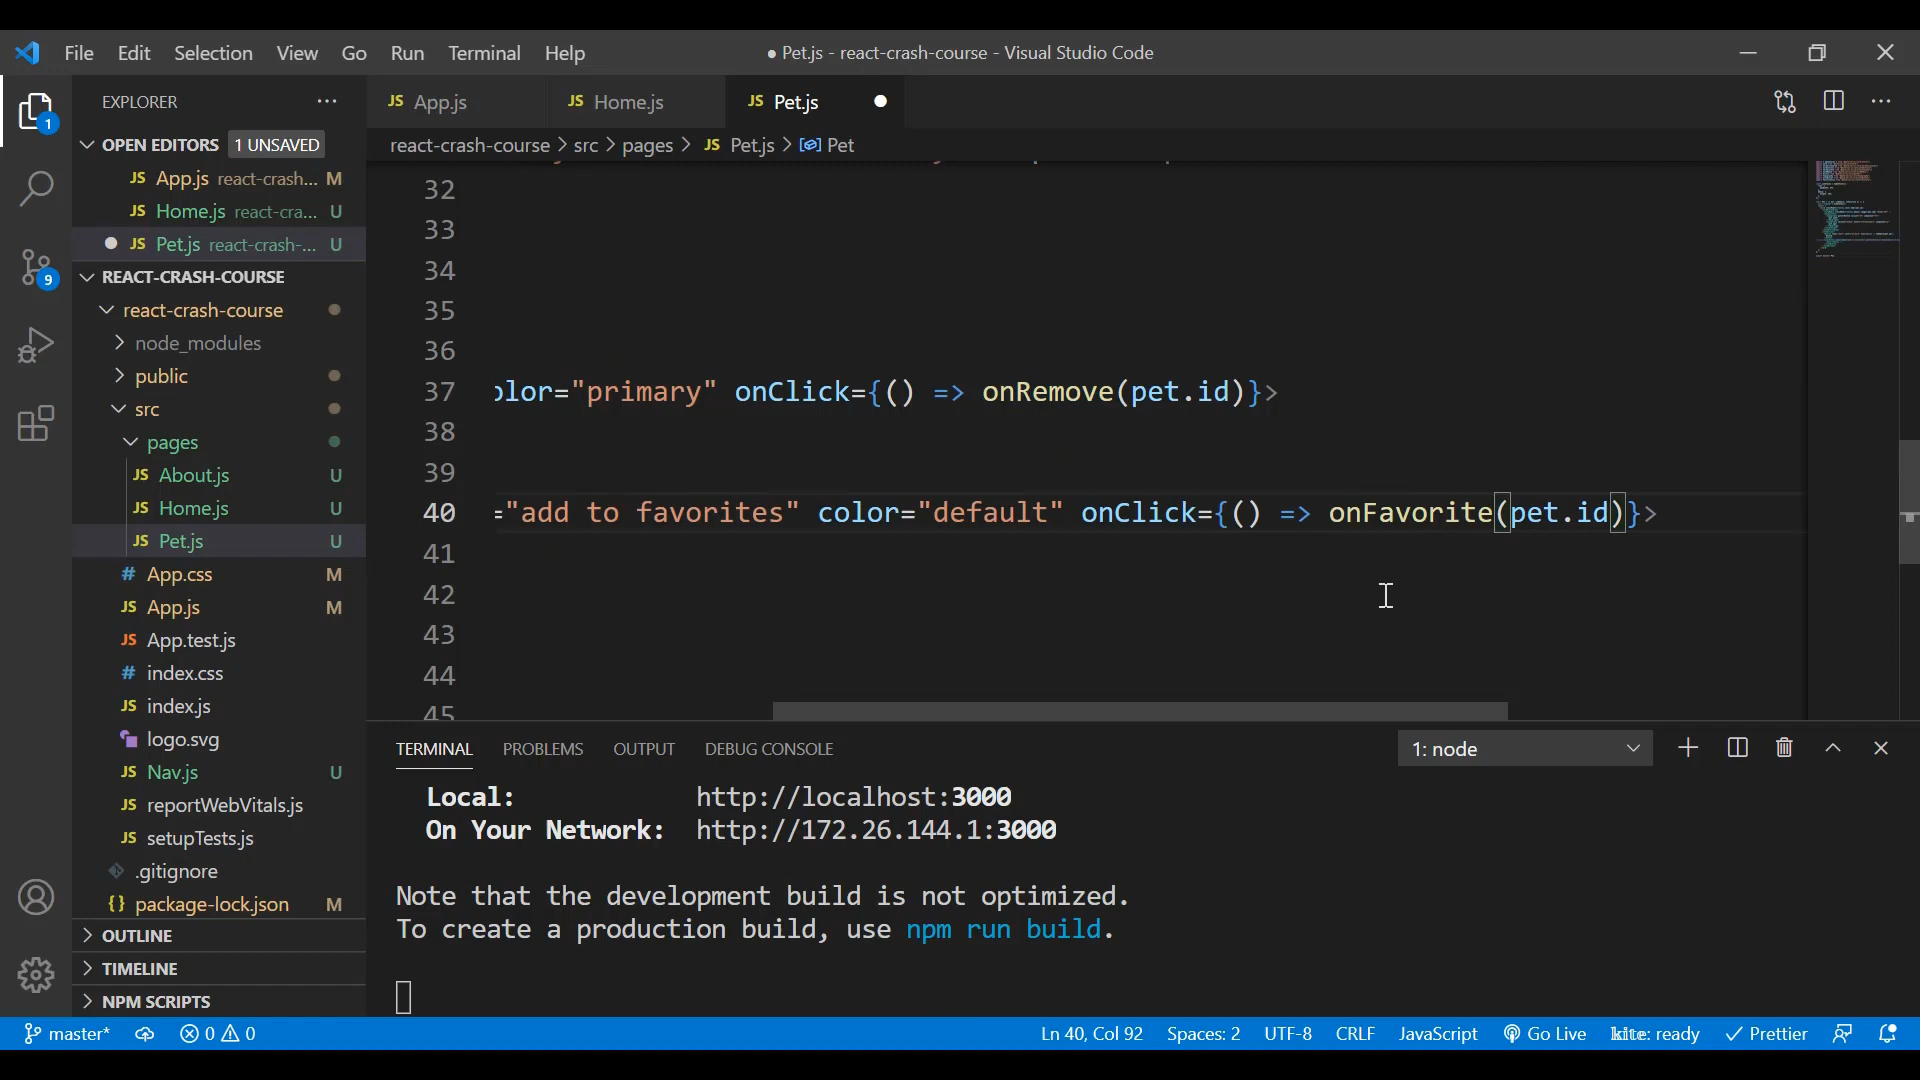 File Edit Selection View Go Run Terminal Help
● Pet.js - react-crash-course - Visual Studio Code
EXPLORER
JS App.js
JS Home.js
JS Pet.js
1
OPEN EDITORS 1 UNSAVED
react-crash-course > src > pages > JS Pet.js > Pet
JS App.js react-crash... M
JS Home.js react-cra... U
JS Pet.js react-crash-... U
REACT-CRASH-COURSE
9
react-crash-course
node_modules
public
src
pages
JS About.js U
JS Home.js U
JS Pet.js U
# App.css M
JS App.js M
JS App.test.js
# index.css
JS index.js
logo.svg
JS Nav.js U
JS reportWebVitals.js
JS setupTests.js
.gitignore
{} package-lock.json M
OUTLINE
TIMELINE
NPM SCRIPTS
32
33
34
35
36
37 olor="primary" onClick={() => onRemove(pet.id)}>
38
39
40 ="add to favorites" color="default" onClick={() => onFavorite(pet.id)}>
41
42
43
44
45
TERMINAL PROBLEMS OUTPUT DEBUG CONSOLE 1: node
Local: http://localhost:3000
On Your Network: http://172.26.144.1:3000
Note that the development build is not optimized.
To create a production build, use npm run build.
master* 0 0 Ln 40, Col 92 Spaces: 2 UTF-8 CRLF JavaScript Go Live kite: ready Prettier